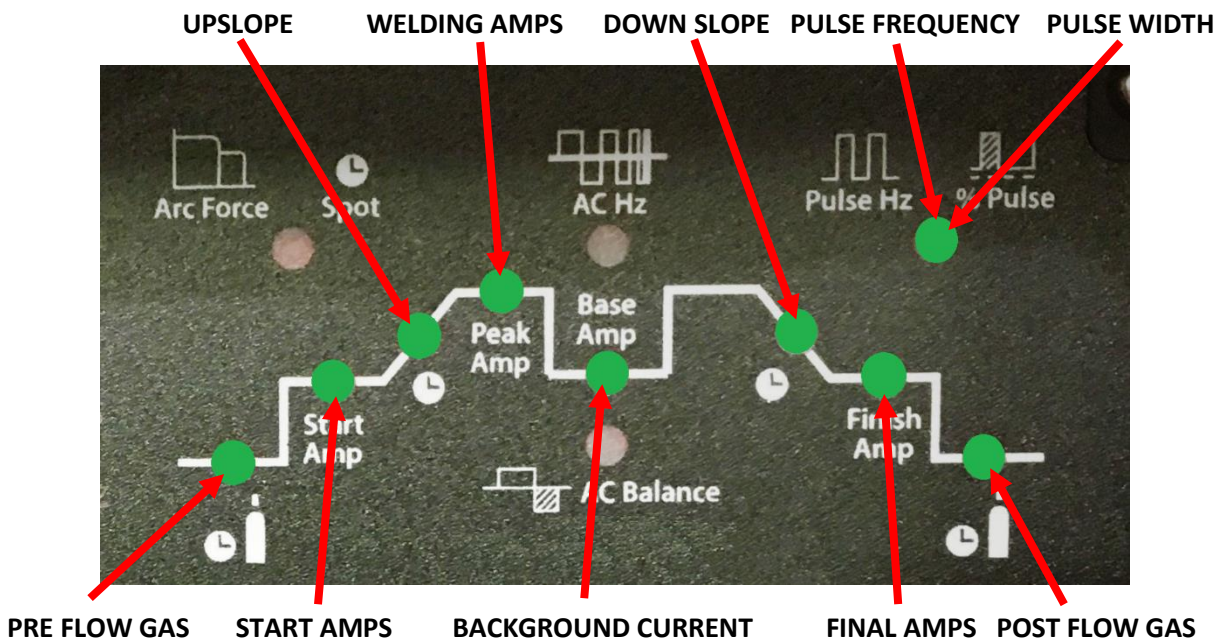 UPSLOPE WELDING AMPS DOWN SLOPE PULSE FREQUENCY PULSE WIDTH
Arc Force Spot AC Hz Pulse Hz % Pulse
Base
Amp
Peak
Amp
Start
Amp
Finish
Amp
AC Balance
PRE FLOW GAS START AMPS BACKGROUND CURRENT FINAL AMPS POST FLOW GAS